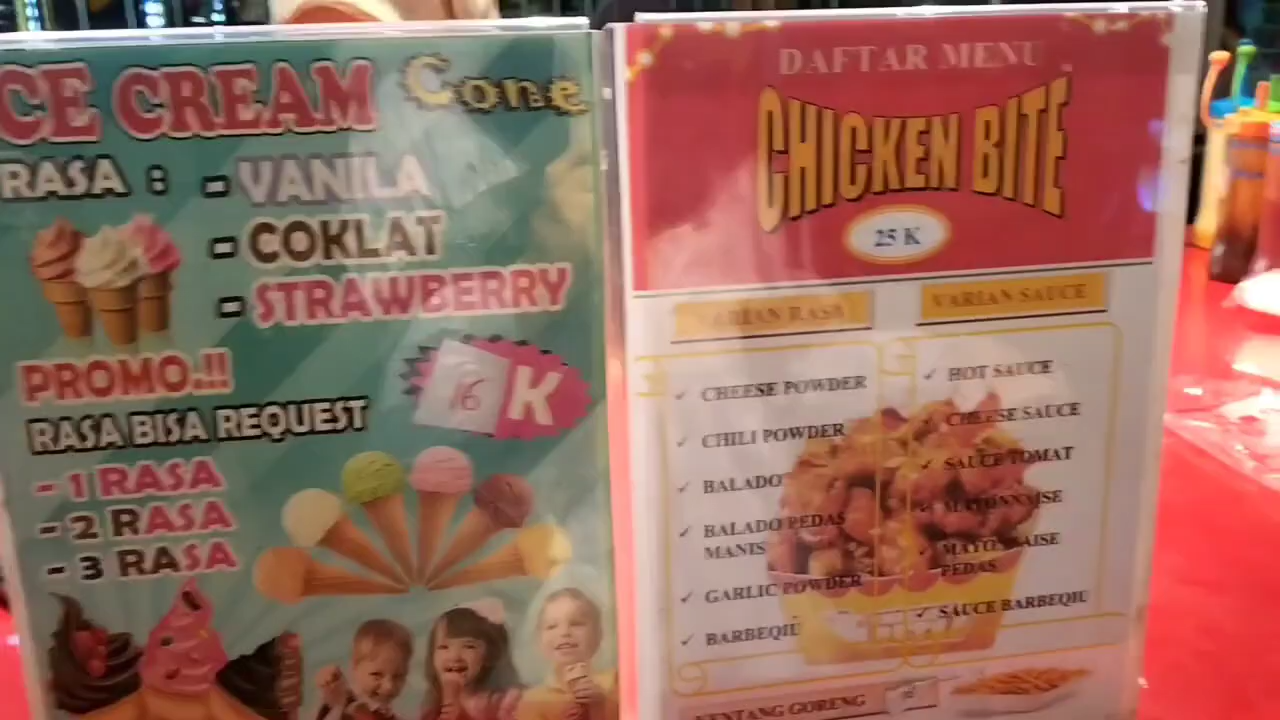 CE CREAM Cone
RASA : - VANILA
- COKLAT
- STRAWBERRY
PROMO.!!
16 K
RASA BISA REQUEST
- 1 RASA
- 2 RASA
- 3 RASA
DAFTAR MENU
CHICKEN BITE
25 K
VARIAN RASA
✓ CHEESE POWDER
✓ CHILI POWDER
✓ BALADO
✓ BALADO PEDAS
MANIS
✓ GARLIC POWDER
✓ BARBEQIU
VARIAN SAUCE
✓ HOT SAUCE
✓ CHEESE SAUCE
✓ SAUCE TOMAT
✓ MAYONNAISE
✓ MAYONNAISE
PEDAS
✓ SAUCE BARBEQIU
KENTANG GORENG